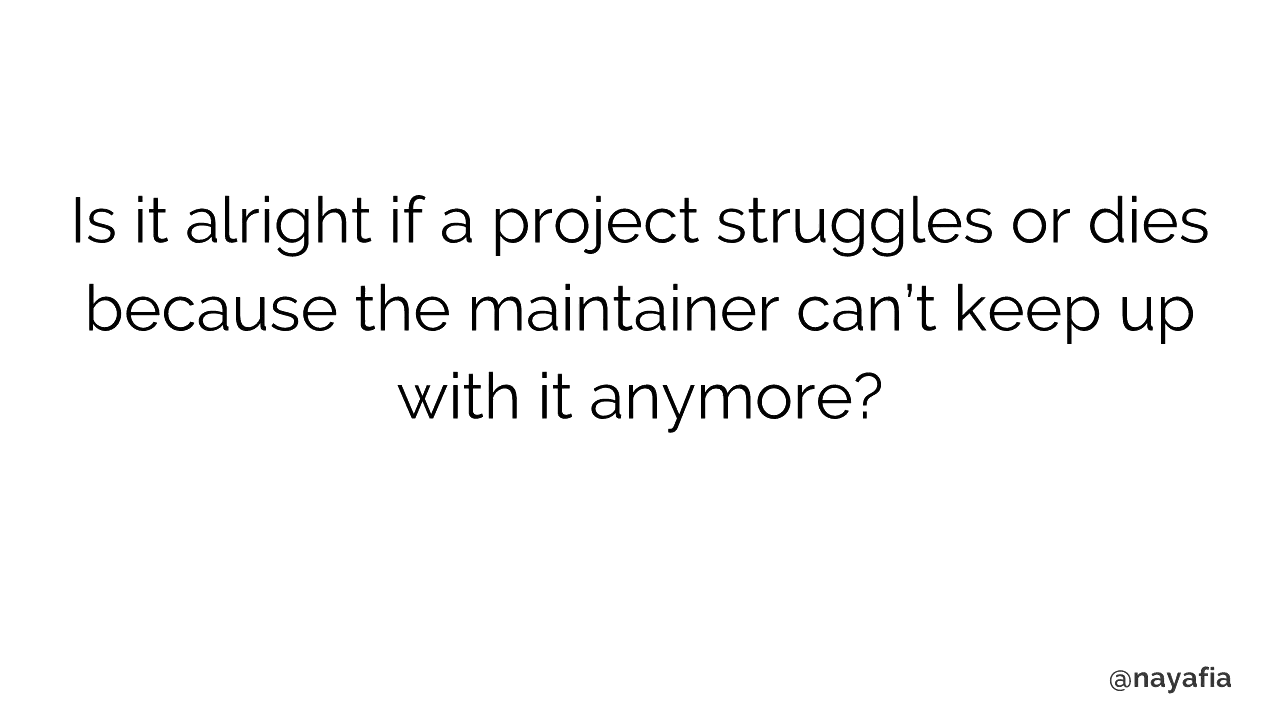 Is it alright if a project struggles or dies
because the maintainer can’t keep up
with it anymore?
@nayafia